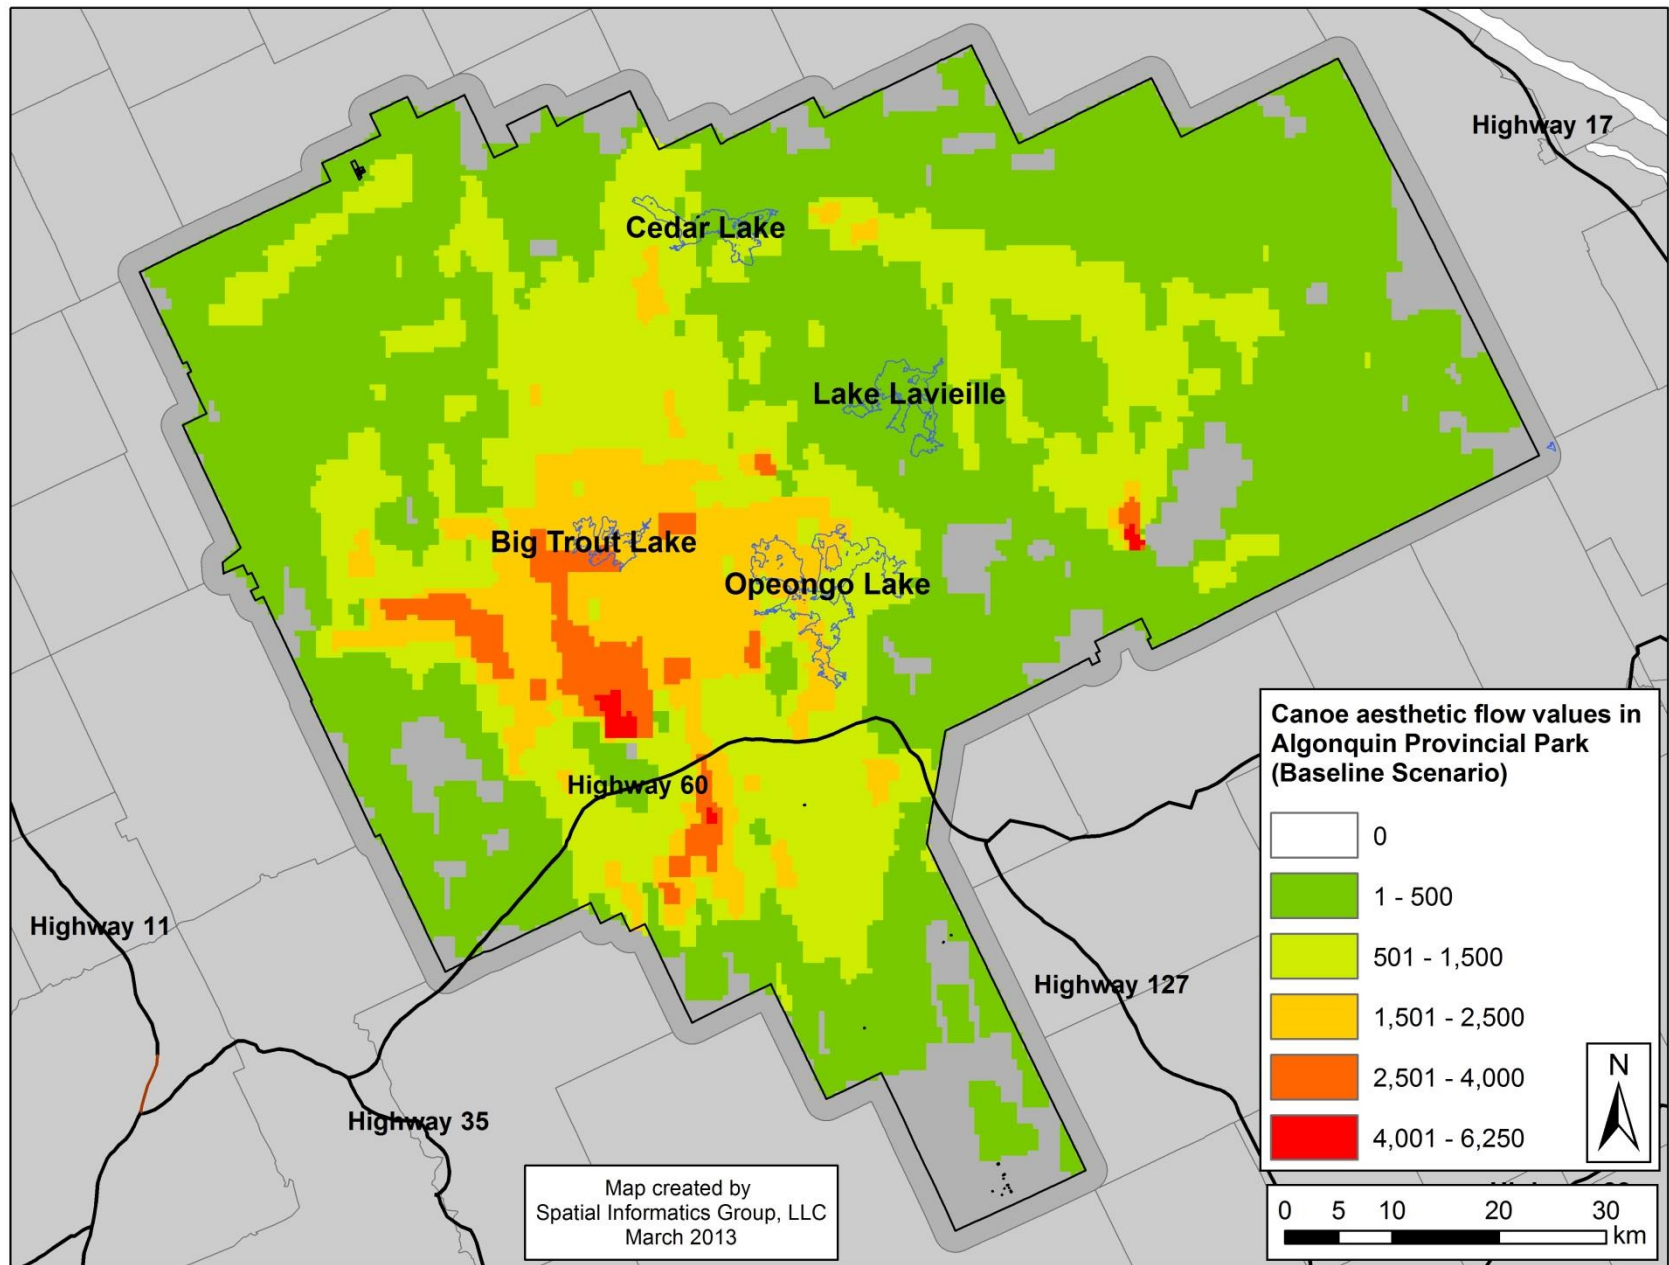 Highway 17
Cedar Lake
Lake Lavieille
Big Trout Lake
Opeongo Lake
Highway 60
Highway 11
Highway 127
Highway 35
Canoe aesthetic flow values in
Algonquin Provincial Park
(Baseline Scenario)
0
1 - 500
501 - 1,500
1,501 - 2,500
2,501 - 4,000
4,001 - 6,250
N
0 5 10 20 30
km
Map created by
Spatial Informatics Group, LLC
March 2013